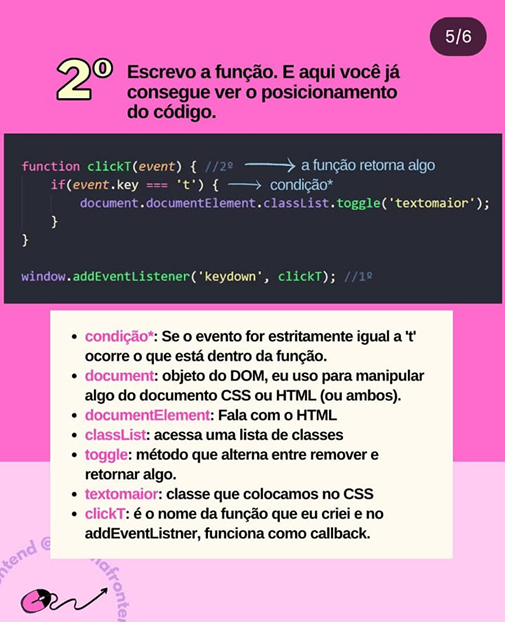 5/6
2º
Escrevo a função. E aqui você já
consegue ver o posicionamento
do código.
function clickT(event) { //2º a função retorna algo
if(event.key === 't') { condição*
document.documentElement.classList.toggle('textomaior');
}
}
window.addEventListener('keydown', clickT); //1º
• condição*: Se o evento for estritamente igual a 't'
ocorre o que está dentro da função.
• document: objeto do DOM, eu uso para manipular
algo do documento CSS ou HTML (ou ambos).
• documentElement: Fala com o HTML
• classList: acessa uma lista de classes
• toggle: método que alterna entre remover e
retornar algo.
• textomaior: classe que colocamos no CSS
• clickT: é o nome da função que eu criei e no
addEventListner, funciona como callback.